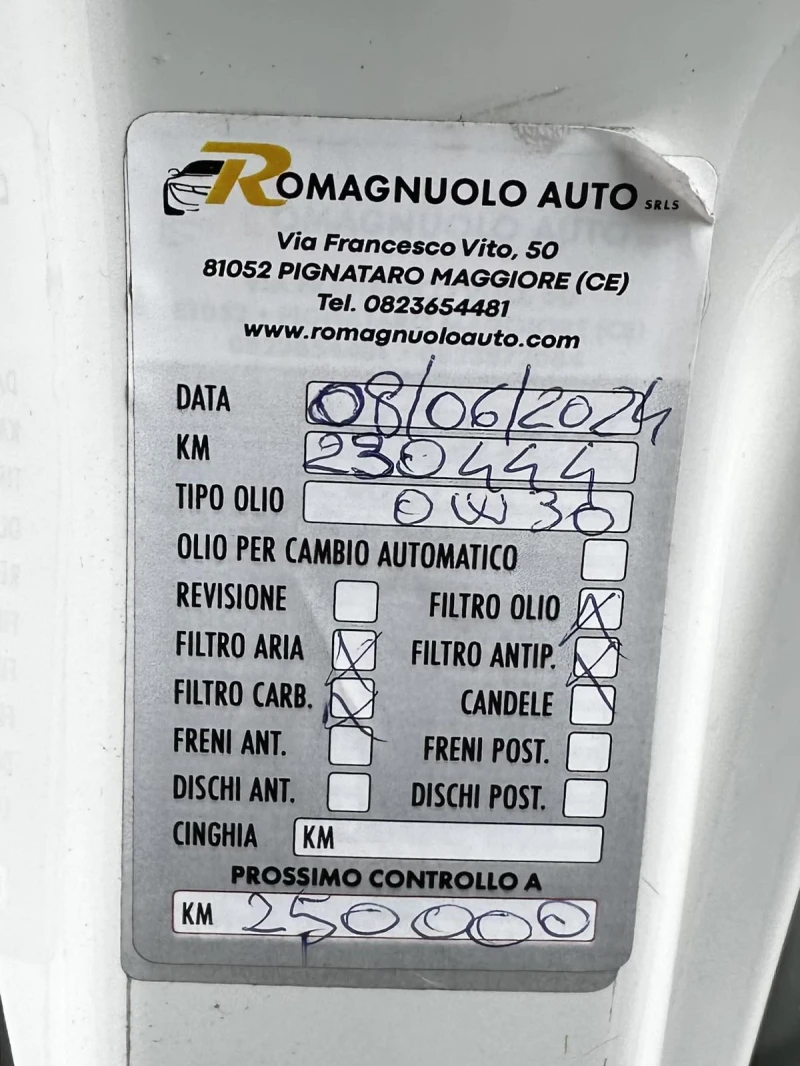 ROMAGNUOLO AUTO SRLS
Via Francesco Vito, 50
81052 PIGNATARO MAGGIORE (CE)
Tel. 0823654481
www.romagnuoloauto.com
DATA 08/06/2024
KM 230444
TIPO OLIO 0W30
OLIO PER CAMBIO AUTOMATICO
REVISIONE FILTRO OLIO X
FILTRO ARIA X FILTRO ANTIP. X
FILTRO CARB. X CANDELE
FRENI ANT. FRENI POST.
DISCHI ANT. DISCHI POST.
CINGHIA KM
PROSSIMO CONTROLLO A
KM 250000